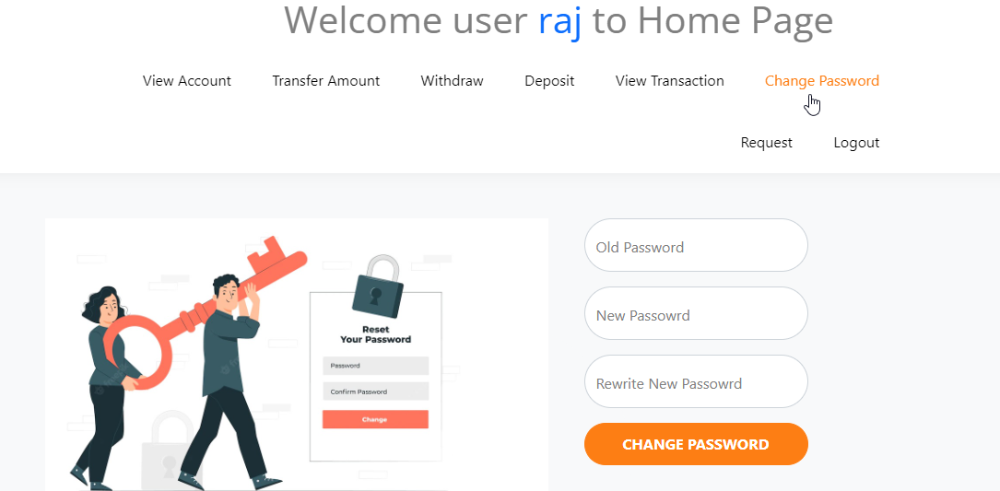 Welcome user raj to Home Page
View Account Transfer Amount Withdraw Deposit View Transaction Change Password
Request Logout
Reset
Your Password
Password
Confirm Password
Change
Old Password
New Passowrd
Rewrite New Passowrd
CHANGE PASSWORD